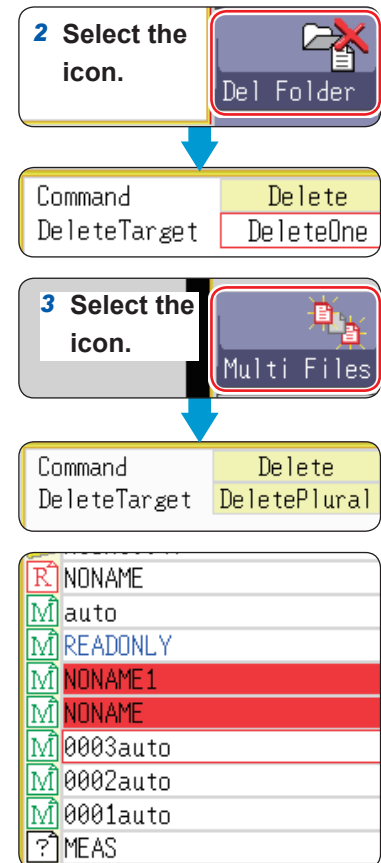 2 Select the
icon.
Del Folder
Command Delete
DeleteTarget DeleteOne
3 Select the
icon.
Multi Files
Command Delete
DeleteTarget DeletePlural
R NONAME
M auto
M READONLY
M NONAME1
M NONAME
M 0003auto
M 0002auto
M 0001auto
? MEAS